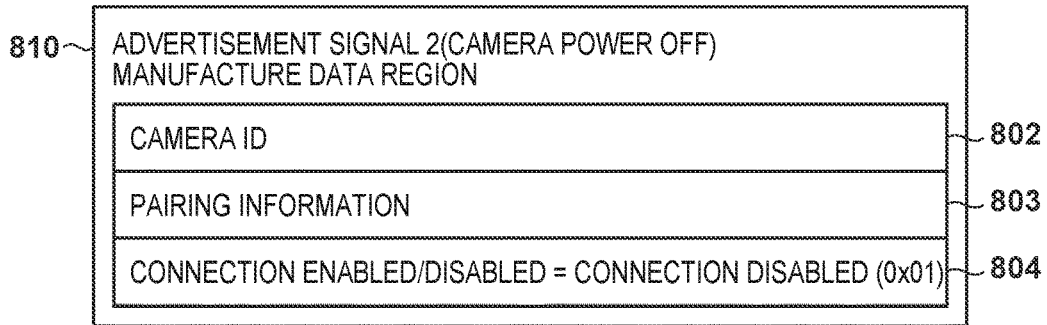 810 ADVERTISEMENT SIGNAL 2(CAMERA POWER OFF)
MANUFACTURE DATA REGION
CAMERA ID 802
PAIRING INFORMATION 803
CONNECTION ENABLED/DISABLED = CONNECTION DISABLED (0x01) 804